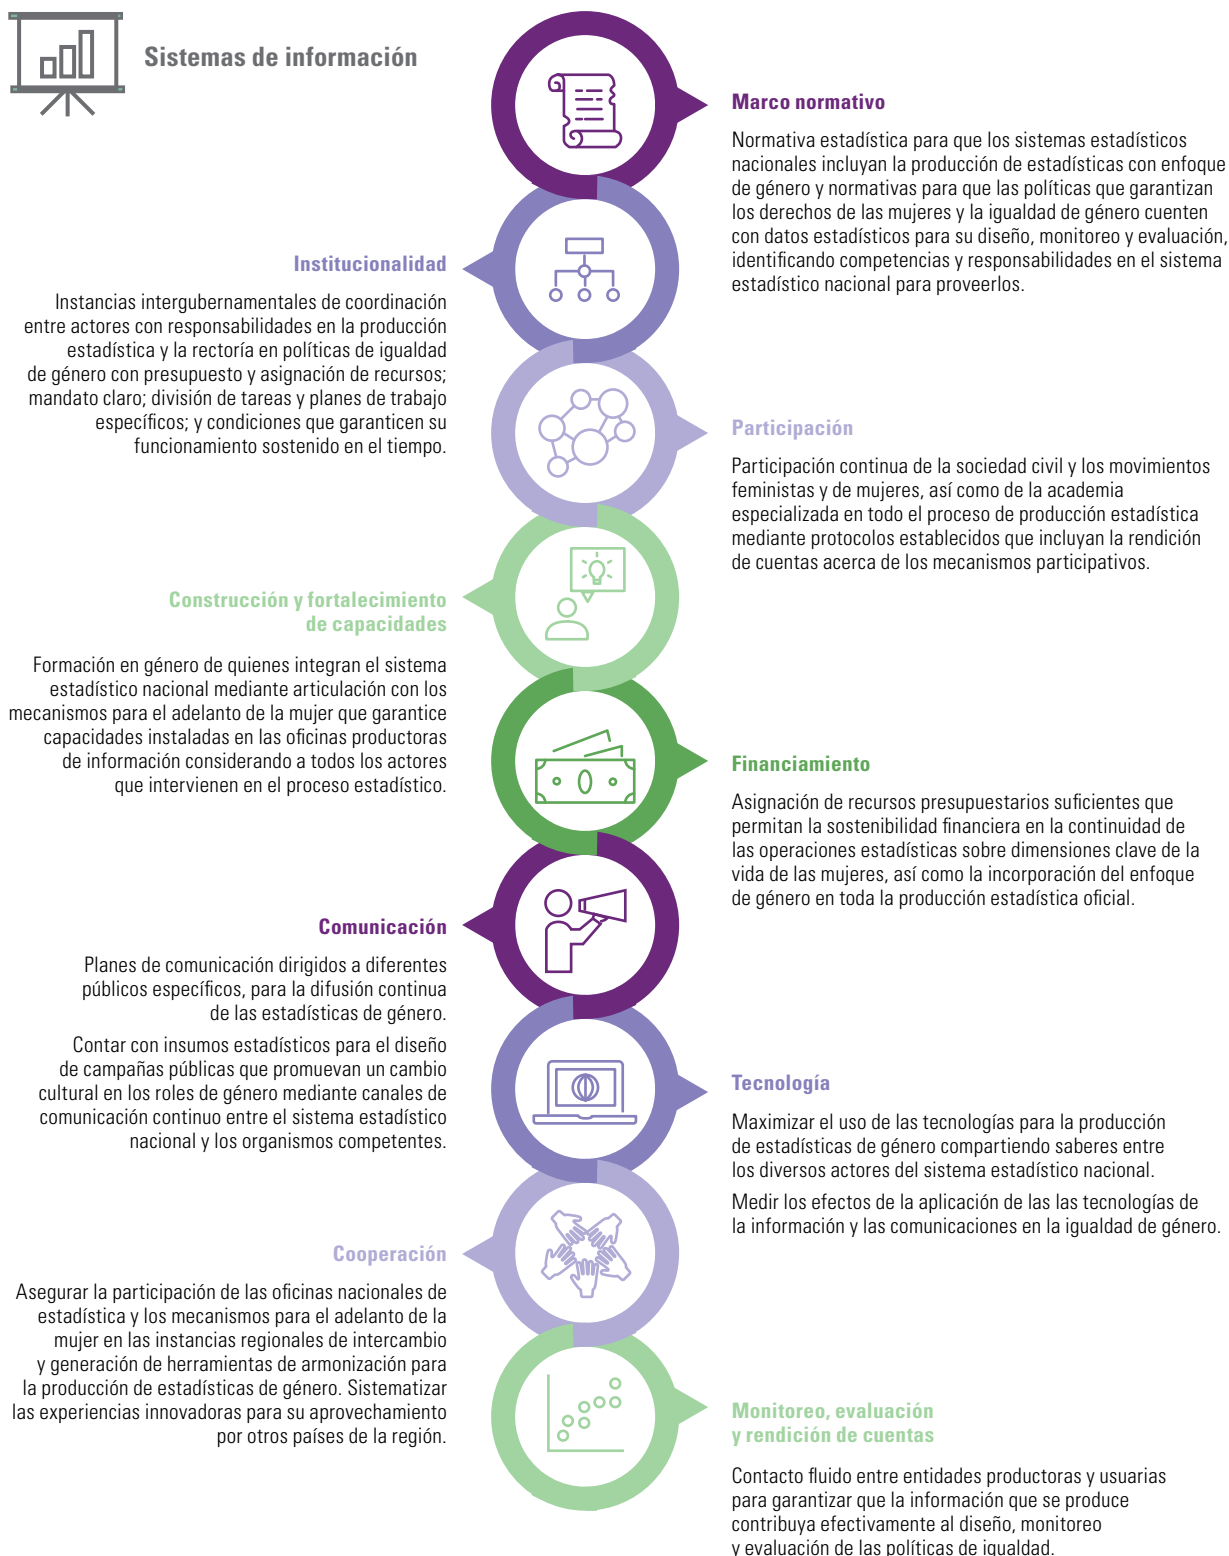 Sistemas de información
Marco normativo
Normativa estadística para que los sistemas estadísticos
nacionales incluyan la producción de estadísticas con enfoque
de género y normativas para que las políticas que garantizan
los derechos de las mujeres y la igualdad de género cuenten
con datos estadísticos para su diseño, monitoreo y evaluación,
identificando competencias y responsabilidades en el sistema
estadístico nacional para proveerlos.
Institucionalidad
Instancias intergubernamentales de coordinación
entre actores con responsabilidades en la producción
estadística y la rectoría en políticas de igualdad
de género con presupuesto y asignación de recursos;
mandato claro; división de tareas y planes de trabajo
específicos; y condiciones que garanticen su
funcionamiento sostenido en el tiempo.
Participación
Participación continua de la sociedad civil y los movimientos
feministas y de mujeres, así como de la academia
especializada en todo el proceso de producción estadística
mediante protocolos establecidos que incluyan la rendición
de cuentas acerca de los mecanismos participativos.
Construcción y fortalecimiento
de capacidades
Formación en género de quienes integran el sistema
estadístico nacional mediante articulación con los
mecanismos para el adelanto de la mujer que garantice
capacidades instaladas en las oficinas productoras
de información considerando a todos los actores
que intervienen en el proceso estadístico.
Financiamiento
Asignación de recursos presupuestarios suficientes que
permitan la sostenibilidad financiera en la continuidad de
las operaciones estadísticas sobre dimensiones clave de la
vida de las mujeres, así como la incorporación del enfoque
de género en toda la producción estadística oficial.
Comunicación
Planes de comunicación dirigidos a diferentes
públicos específicos, para la difusión continua
de las estadísticas de género.
Contar con insumos estadísticos para el diseño
de campañas públicas que promuevan un cambio
cultural en los roles de género mediante canales de
comunicación continuo entre el sistema estadístico
nacional y los organismos competentes.
Tecnología
Maximizar el uso de las tecnologías para la producción
de estadísticas de género compartiendo saberes entre
los diversos actores del sistema estadístico nacional.
Medir los efectos de la aplicación de las las tecnologías de
la información y las comunicaciones en la igualdad de género.
Cooperación
Asegurar la participación de las oficinas nacionales de
estadística y los mecanismos para el adelanto de la
mujer en las instancias regionales de intercambio
y generación de herramientas de armonización para
la producción de estadísticas de género. Sistematizar
las experiencias innovadoras para su aprovechamiento
por otros países de la región.
Monitoreo, evaluación
y rendición de cuentas
Contacto fluido entre entidades productoras y usuarias
para garantizar que la información que se produce
contribuya efectivamente al diseño, monitoreo
y evaluación de las políticas de igualdad.